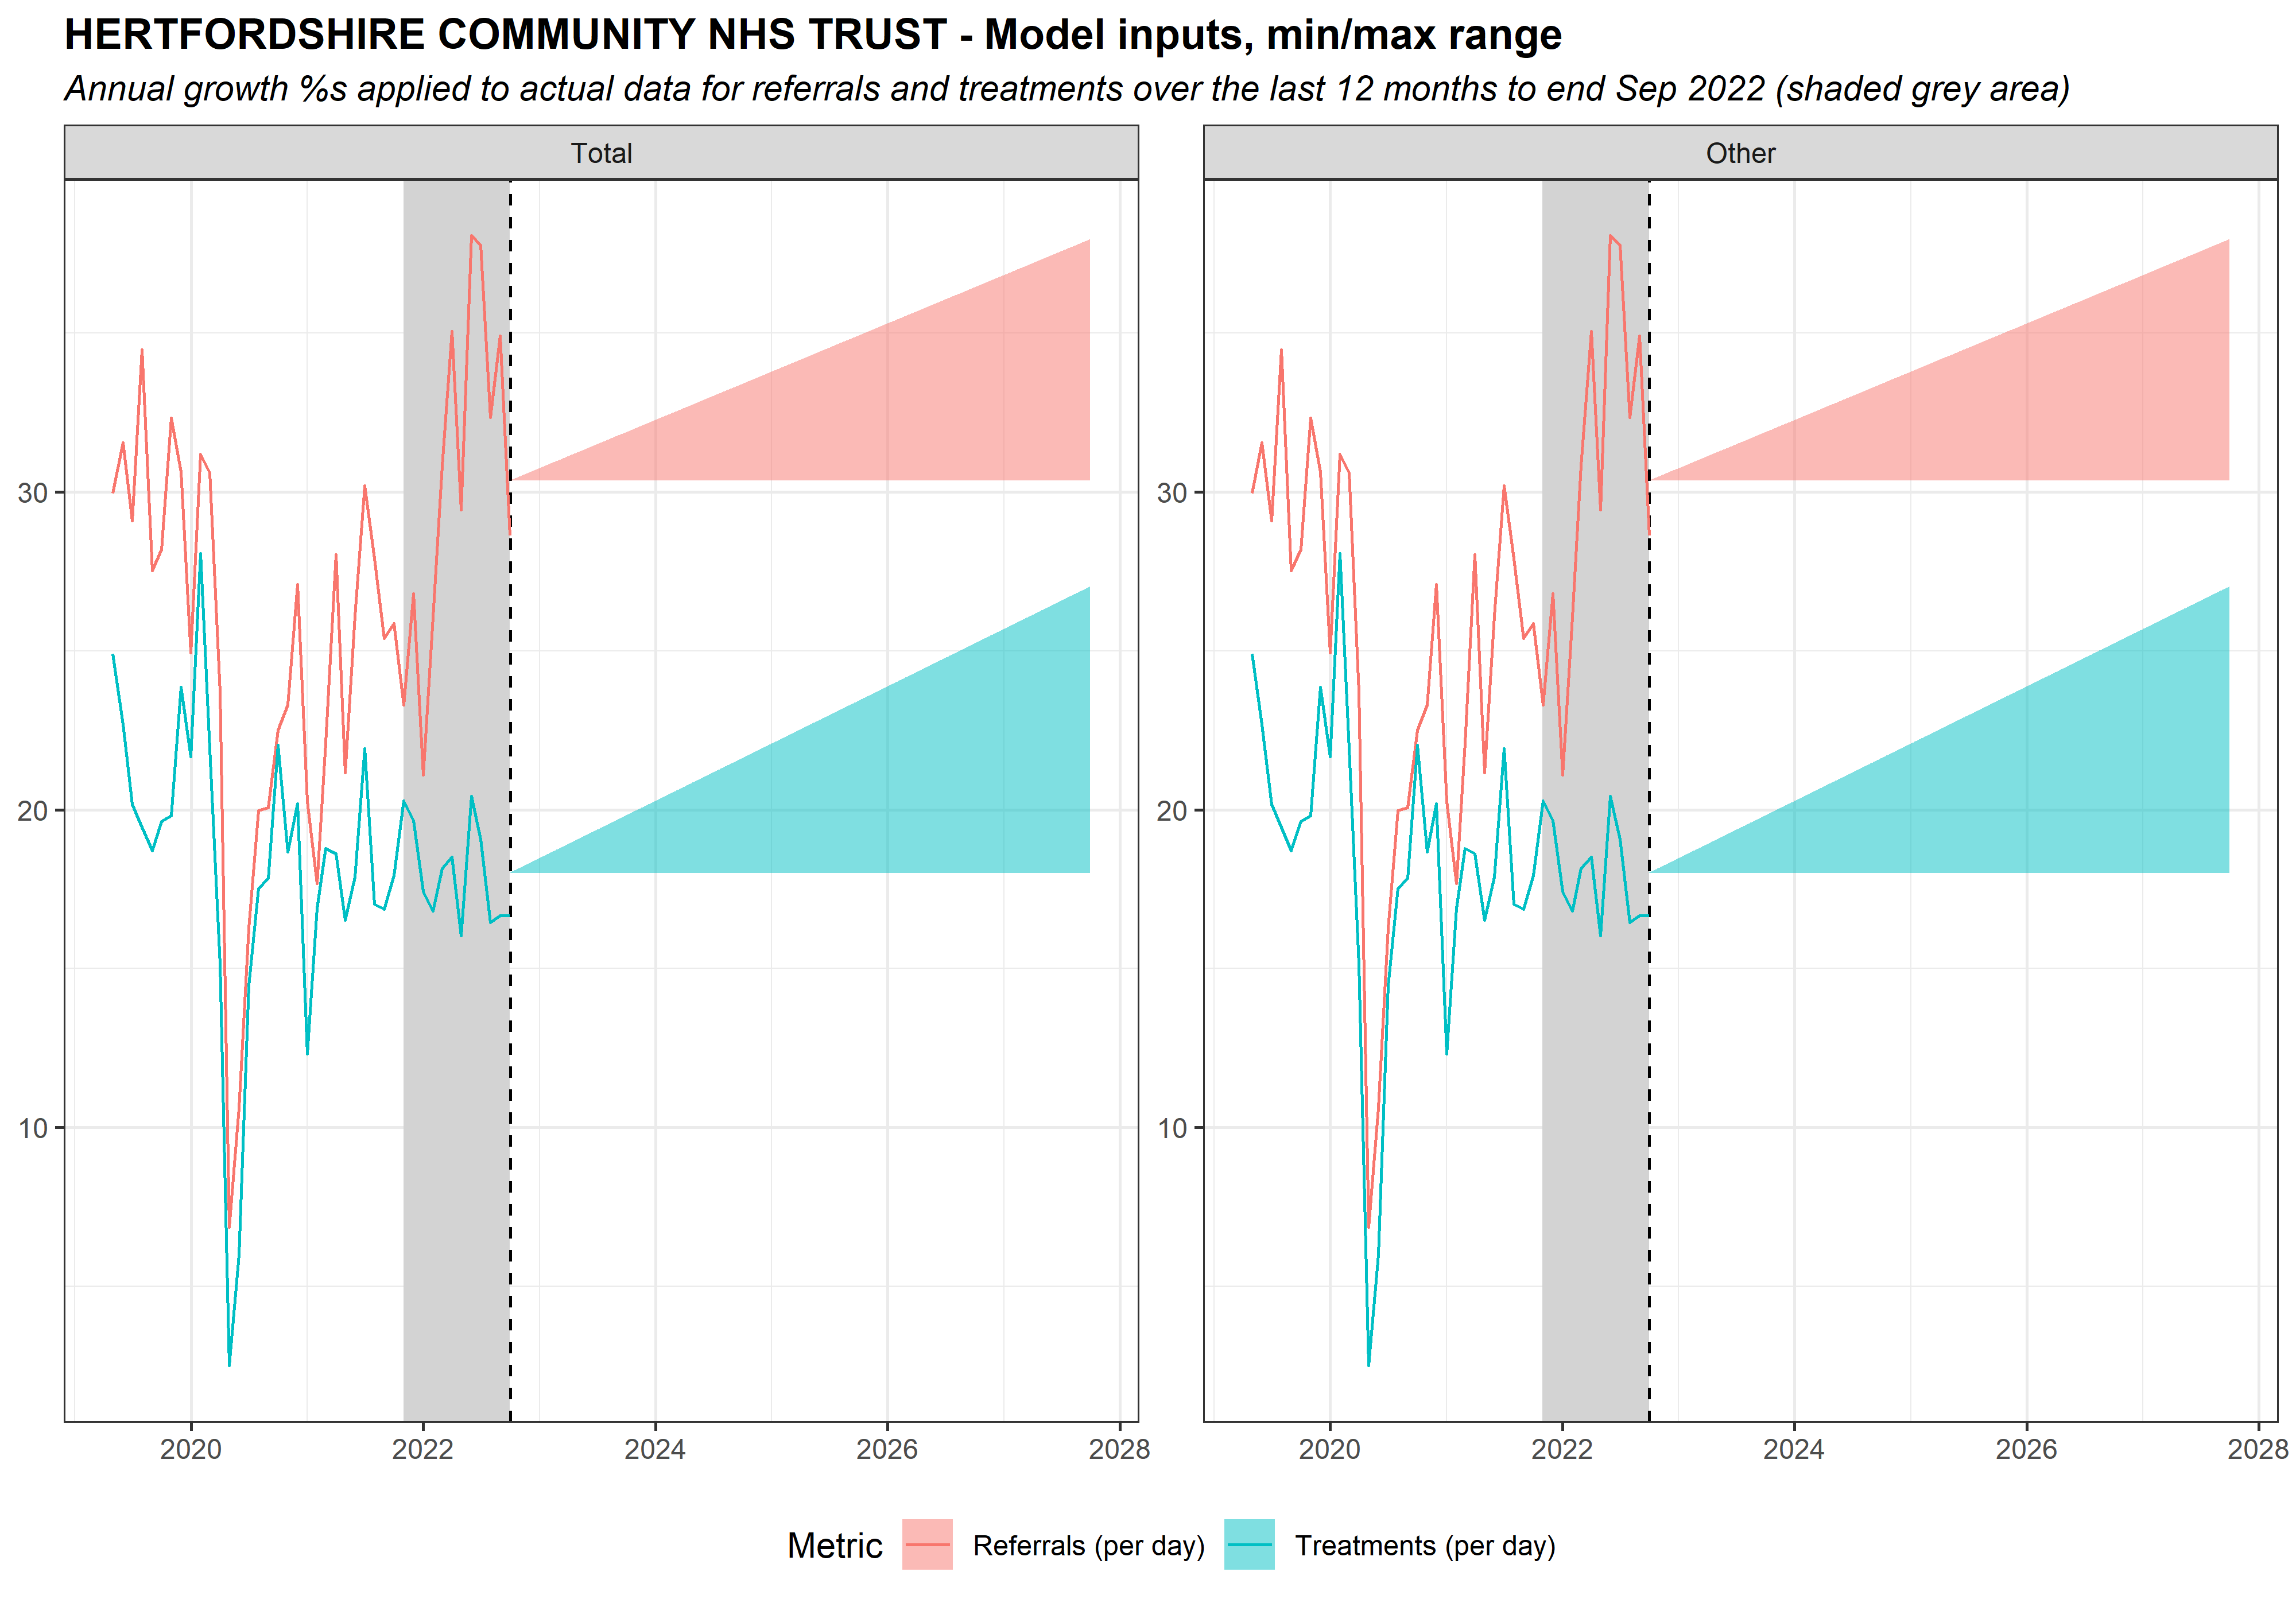 HERTFORDSHIRE COMMUNITY NHS TRUST - Model inputs, min/max range
Annual growth %s applied to actual data for referrals and treatments over the last 12 months to end Sep 2022 (shaded grey area)
Total
Other
30
20
10
30
20
10
2020 2022 2024 2026 2028
2020 2022 2024 2026 2028
Metric Referrals (per day) Treatments (per day)